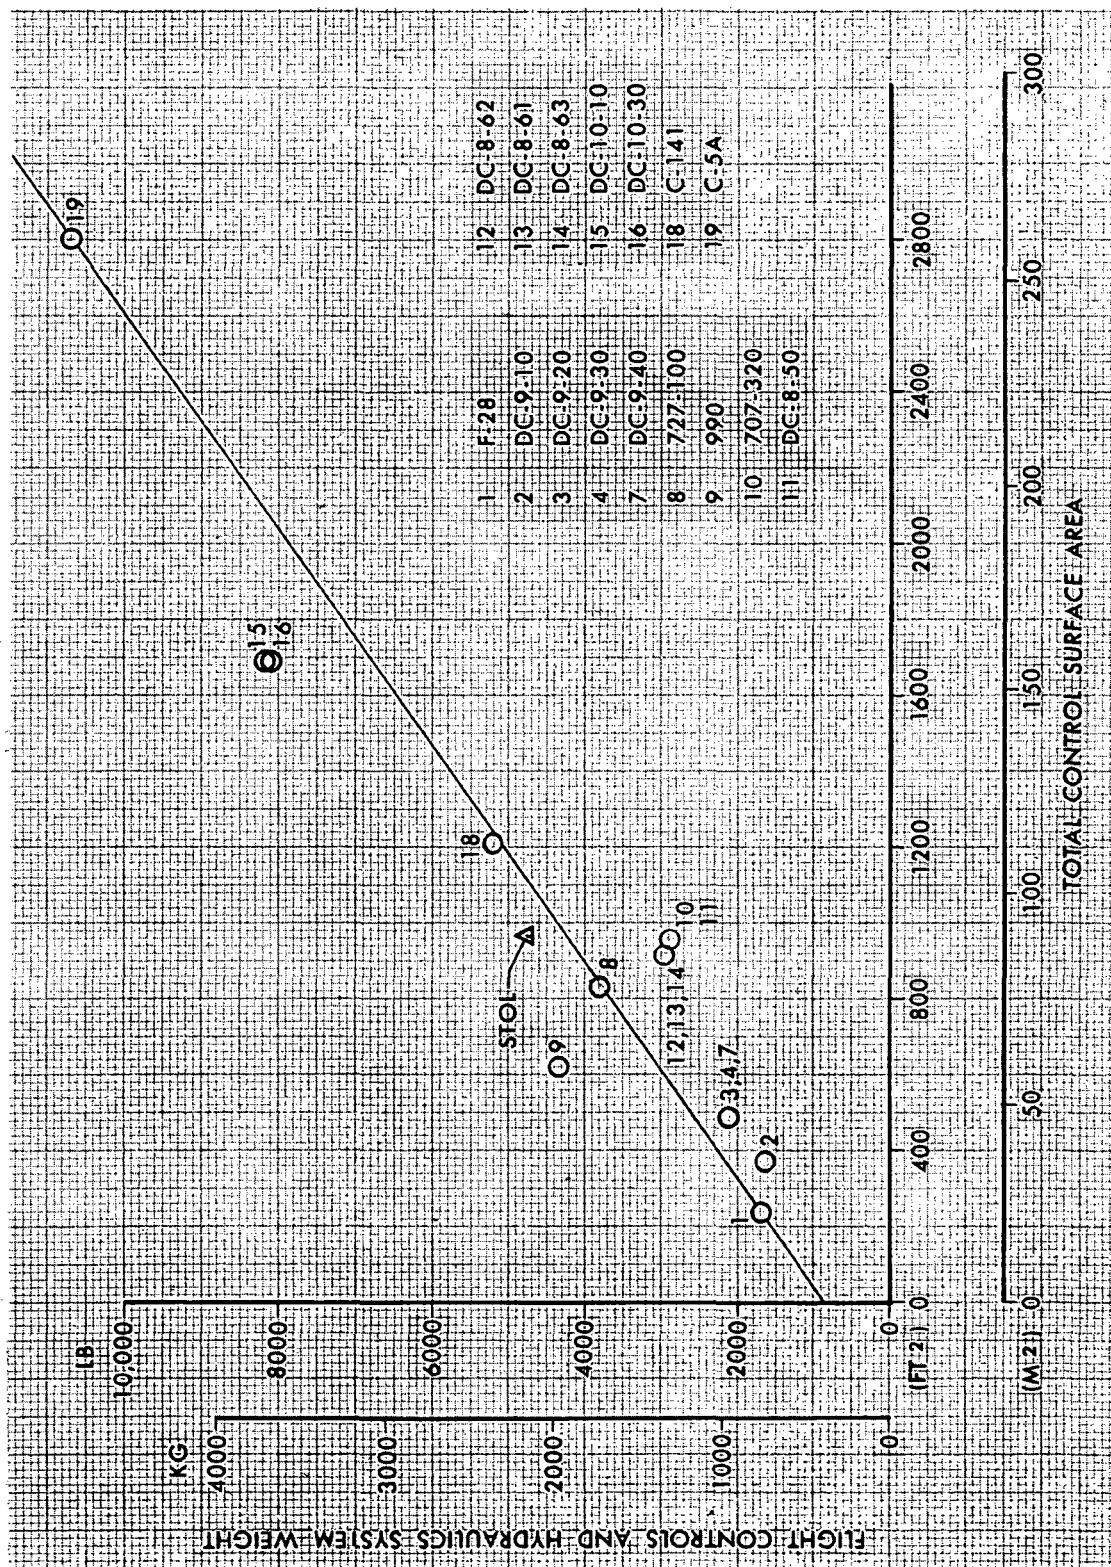 FLIGHT CONTROLS AND HYDRAULICS SYSTEM WEIGHT
KG
4000
3000
2000
1000
0
LB
10,000
8000
6000
4000
2000
0
19
15
16
18
STOL
9
8
10
11
12,13,14
3,4,7
2
1
1 F-28
2 DC-9-10
3 DC-9-20
4 DC-9-30
7 DC-9-40
8 727-100
9 990
10 707-320
11 DC-8-50
12 DC-8-62
13 DC-8-61
14 DC-8-63
15 DC-10-10
16 DC-10-30
18 C-141
19 C-5A
(FT 2) 0 400 800 1200 1600 2000 2400 2800
(M 2) 0 50 100 150 200 250 300
TOTAL CONTROL SURFACE AREA